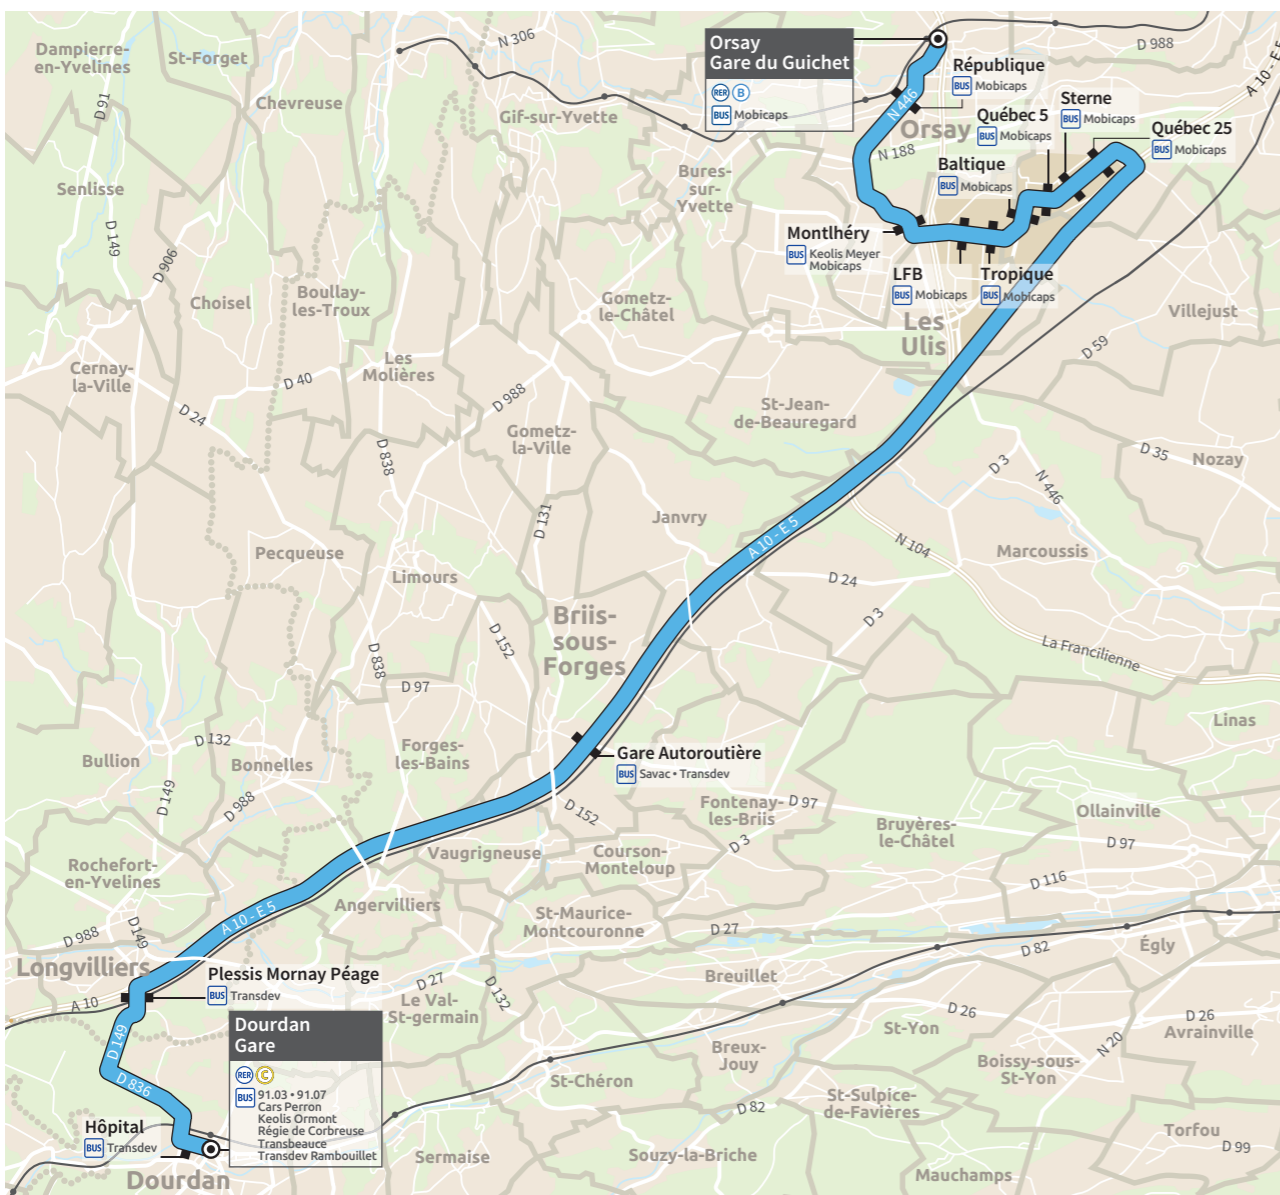 Dampierre-
en-Yvelines
St-Forget
N 306
Orsay
Gare du Guichet
RER B
BUS Mobicaps
D 988
A 10 - E 5
République
BUS Mobicaps
D 91
Chevreuse
Gif-sur-Yvette
N 446
Orsay
Québec 5
BUS Mobicaps
Sterne
BUS Mobicaps
Québec 25
BUS Mobicaps
N 188
Baltique
BUS Mobicaps
Senlisse
Bures-
sur-
Yvette
D 149
D 906
Montlhéry
BUS Keolis Meyer
Mobicaps
LFB
BUS Mobicaps
Tropique
BUS Mobicaps
Choisel
Boullay-
les-Troux
Gometz-
le-Châtel
Les
Ulis
Villejust
D 59
Cernay-
la-Ville
D 40
Les
Molières
D 988
D 24
St-Jean-
de-Beauregard
Gometz-
la-Ville
D 838
D 3
D 35
Nozay
N 446
D 131
Janvry
A 10 - E 5
N 104
Pecqueuse
Limours
Marcoussis
D 24
Briis-
sous-
Forges
D 3
D 152
La Francilienne
D 838
D 97
Linas
D 132
Bullion
Bonnelles
Forges-
les-Bains
Gare Autoroutière
BUS Savac • Transdev
D 149
D 988
D 152
Fontenay-
les-Briis
D 97
Ollainville
Bruyères-
le-Châtel
D 3
D 97
Rochefort-
en-Yvelines
Vaugrigneuse
Courson-
Monteloup
D 116
A 10 - E 5
Angervilliers
St-Maurice-
Montcouronne
D 27
D149
D 988
Longvilliers
D 82
Égly
Plessis Mornay Péage
BUS Transdev
D 27
D 132
Breuillet
A 10
Le Val-
St-germain
D 26
D 26
Avrainville
St-Yon
D 149
Dourdan
Gare
RER C
BUS 91.03 • 91.07
Cars Perron
Keolis Ormont
Régie de Corbreuse
Transbeauce
Transdev Rambouillet
Breux-
Jouy
N 20
Boissy-sous-
St-Yon
D 836
St-Chéron
St-Sulpice-
de-Favières
D 82
Hôpital
BUS Transdev
Torfou
D 99
Sermaise
Souzy-la-Briche
Mauchamps
Dourdan